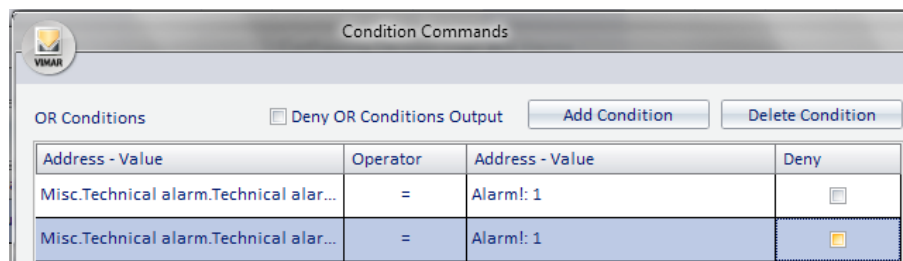 Condition Commands
VIMAR
OR Conditions Deny OR Conditions Output Add Condition Delete Condition
Address - Value Operator Address - Value Deny
Misc.Technical alarm.Technical alar... = Alarm!: 1
Misc.Technical alarm.Technical alar... = Alarm!: 1